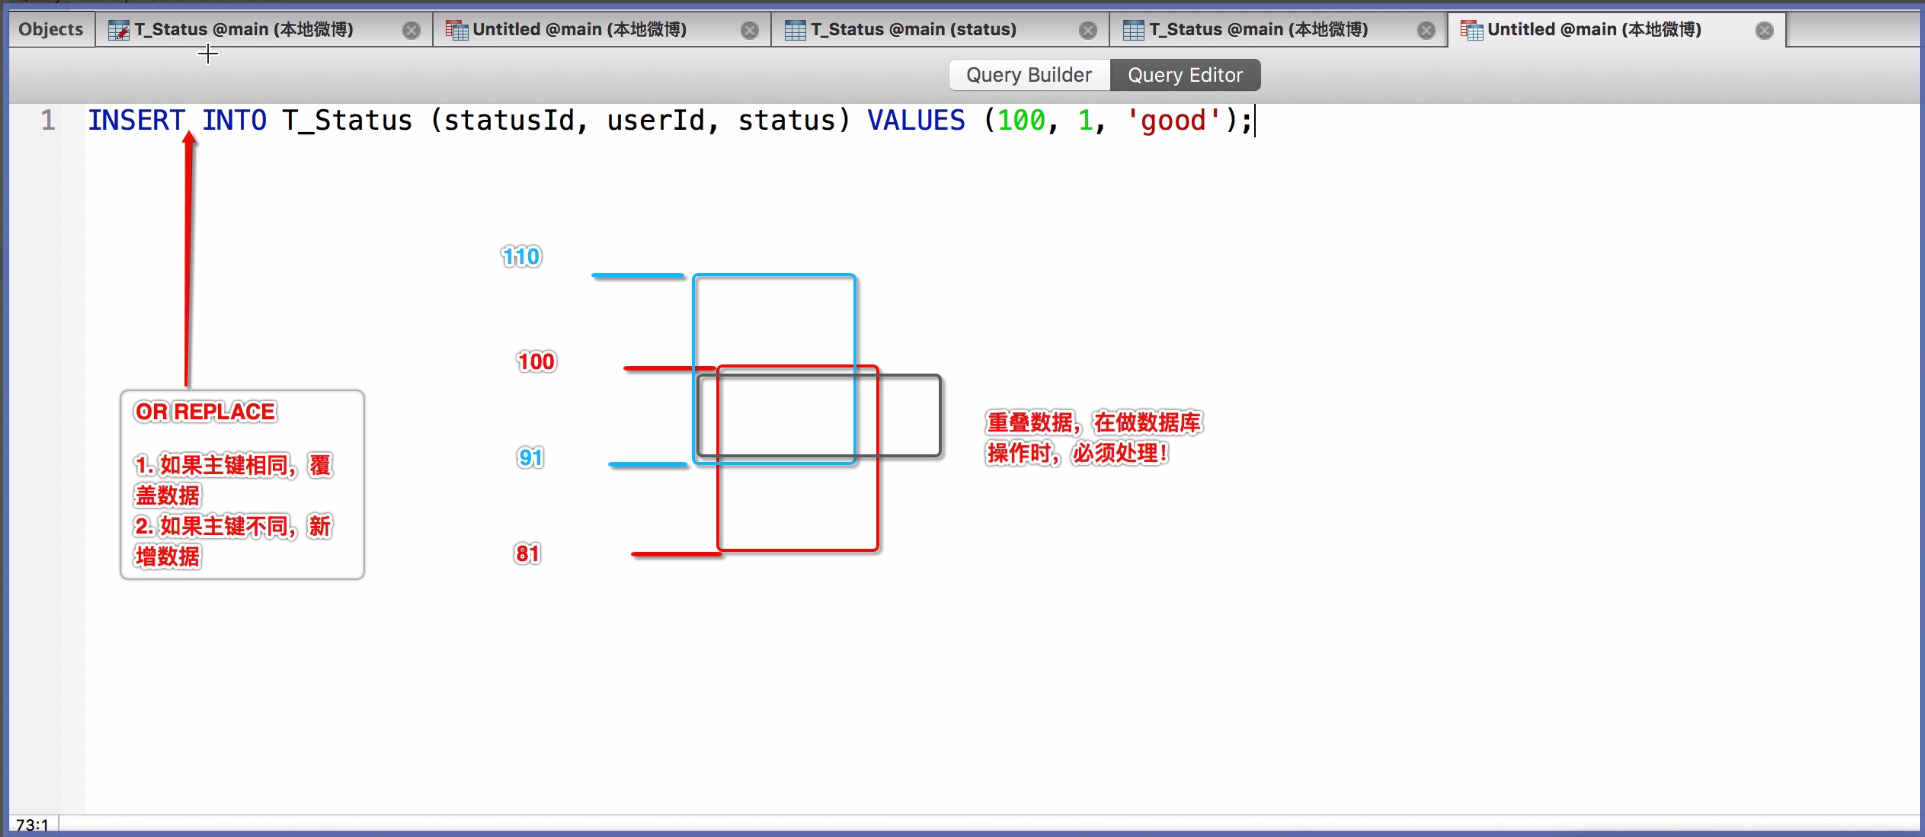 Objects
T_Status @main (本地微博)
Untitled @main (本地微博)
T_Status @main (status)
T_Status @main (本地微博)
Untitled @main (本地微博)
Query Builder
Query Editor
1 INSERT INTO T_Status (statusId, userId, status) VALUES (100, 1, 'good');
110
100
91
81
OR REPLACE
1. 如果主键相同，覆
盖数据
2. 如果主键不同，新
增数据
重叠数据，在做数据库
操作时，必须处理！
73:1